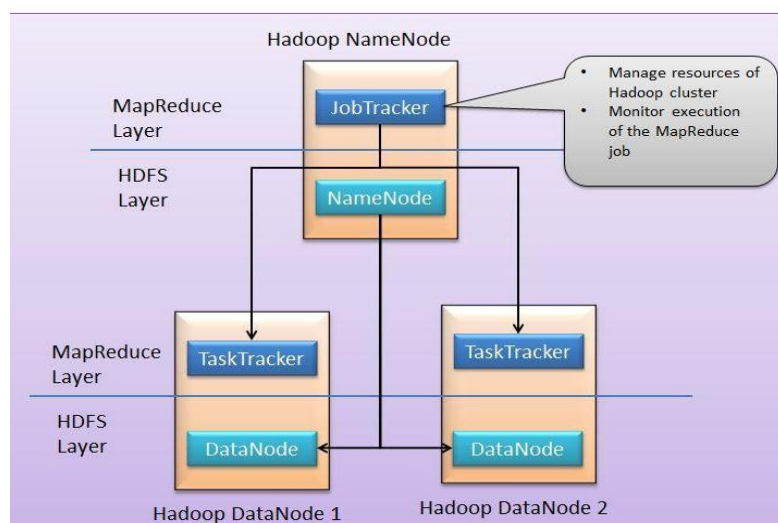 Hadoop NameNode
MapReduce
Layer
JobTracker
• Manage resources of
Hadoop cluster
• Monitor execution
of the MapReduce
job
HDFS
Layer
NameNode
MapReduce
Layer
TaskTracker
TaskTracker
HDFS
Layer
DataNode
DataNode
Hadoop DataNode 1
Hadoop DataNode 2